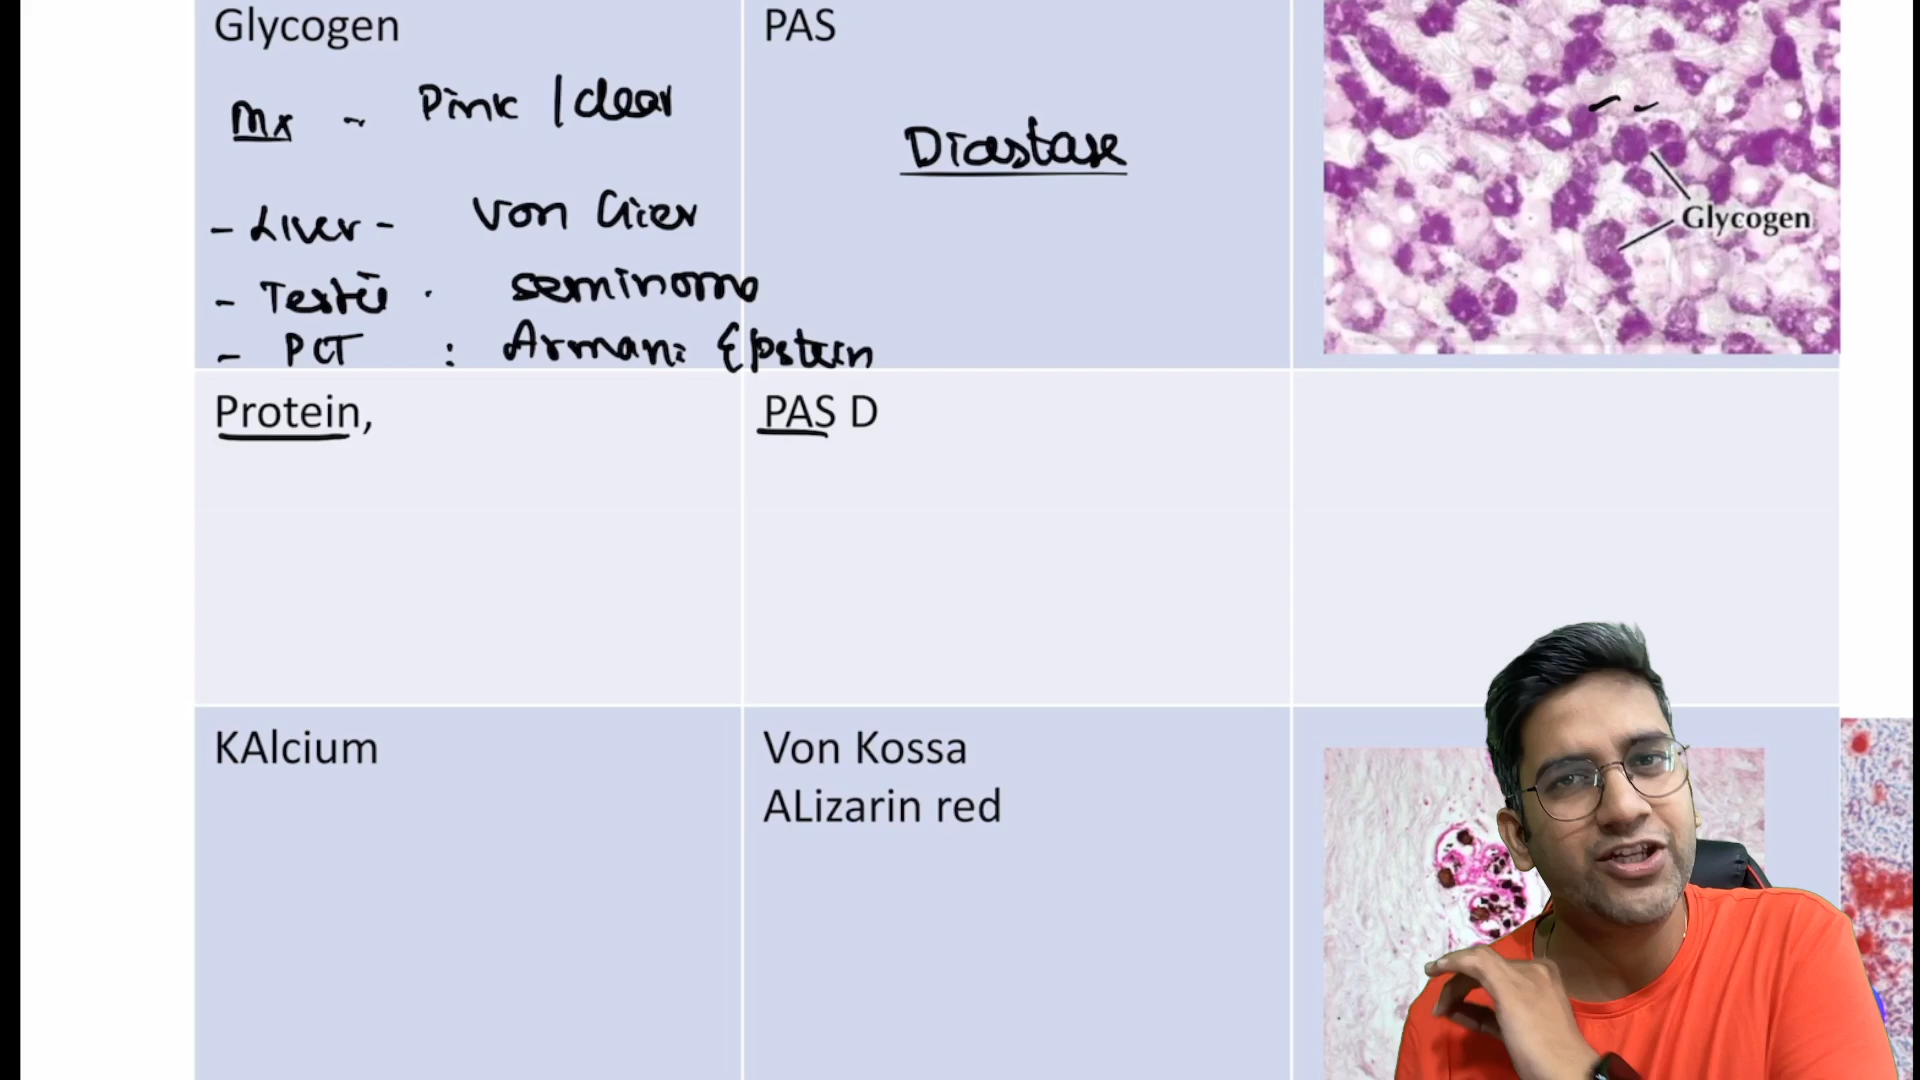 Glycogen
PAS
Mx - Pink / clear
Diastase
- Liver - Von Gier
Glycogen
- Testis - seminoma
- PCT : Armani Epstein
Protein,
PAS D
KAlcium
Von Kossa
ALizarin red